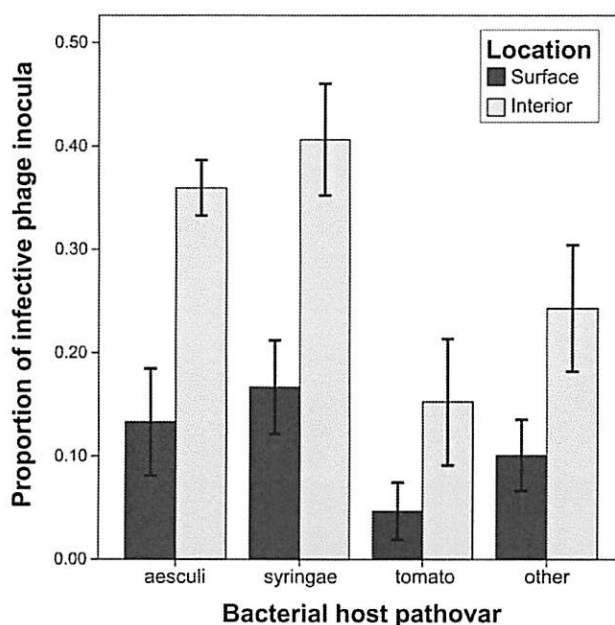 Proportion of infective phage inocula
0.50
0.40
0.30
0.20
0.10
0.00
Location
Surface
Interior
aesculi syringae tomato other
Bacterial host pathovar